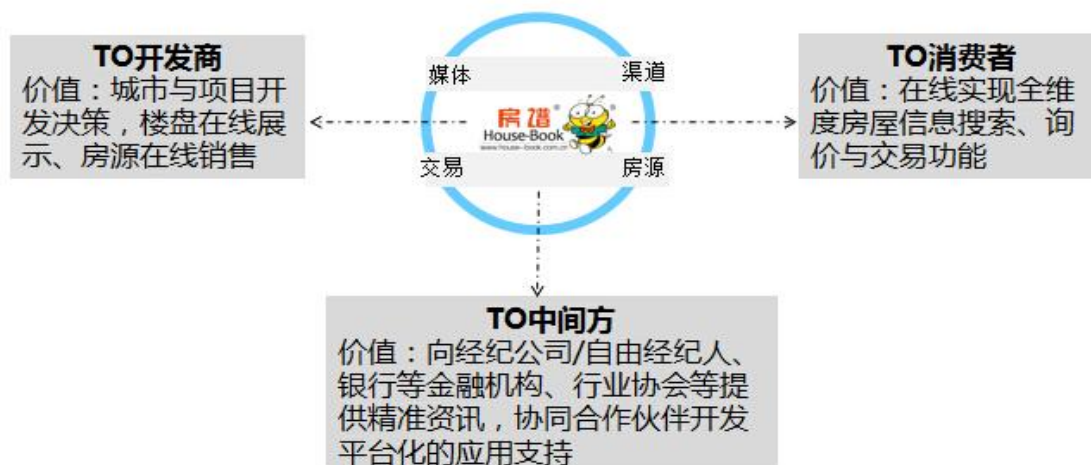 TO开发商
价值：城市与项目开
发决策，楼盘在线展
示、房源在线销售
媒体
渠道
房谱
House-Book
www.house-book.com.cn
交易
房源
TO消费者
价值：在线实现全维
度房屋信息搜索、询
价与交易功能
TO中间方
价值：向经纪公司/自由经纪人、
银行等金融机构、行业协会等提
供精准资讯，协同合作伙伴开发
平台化的应用支持